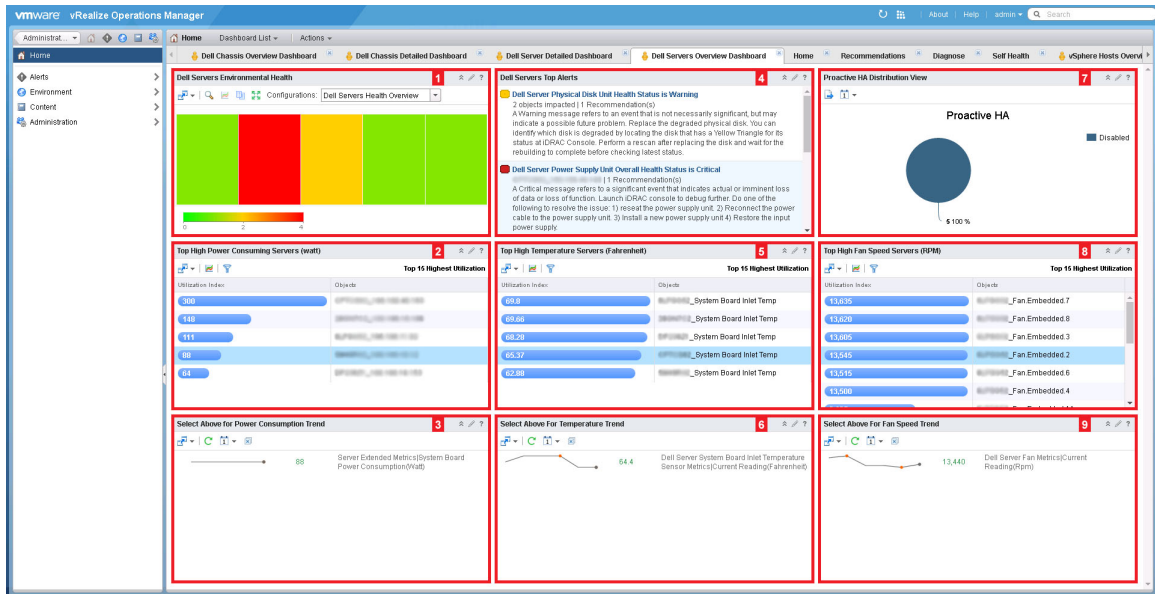 vmware vRealize Operations Manager
About Help admin Search
Administrat...
Home Dashboard List Actions
Home
Alerts
Environment
Content
Administration
Dell Chassis Overview Dashboard Dell Chassis Detailed Dashboard Dell Server Detailed Dashboard Dell Servers Overview Dashboard Home Recommendations Diagnose Self Health vSphere Hosts Overvi
Dell Servers Environmental Health 1
Configurations: Dell Servers Health Overview
0 2 4
Dell Servers Top Alerts 4
Dell Server Physical Disk Unit Health Status is Warning
2 objects impacted | 1 Recommendation(s)
A Warning message refers to an event that is not necessarily significant, but may
indicate a possible future problem. Replace the degraded physical disk. You can
identify which disk is degraded by locating the disk that has a Yellow Triangle for its
status at iDRAC Console. Perform a rescan after replacing the disk and wait for the
rebuilding to complete before checking latest status.
Dell Server Power Supply Unit Overall Health Status is Critical
| 1 Recommendation(s)
A Critical message refers to a significant event that indicates actual or imminent loss
of data or loss of function. Launch iDRAC console to debug further. Do one of the
following to resolve the issue: 1) reseat the power supply unit. 2) Reconnect the power
cable to the power supply unit. 3) Install a new power supply unit 4) Restore the input
power supply.
Proactive HA Distribution View 7
Proactive HA
Disabled
5 100 %
Top High Power Consuming Servers (watt) 2
Top 15 Highest Utilization
Utilization Index Objects
300
148
111
88
64
Top High Temperature Servers (Fahrenheit) 5
Top 15 Highest Utilization
Utilization Index Objects
69.8 _System Board Inlet Temp
69.66 _System Board Inlet Temp
68.28 _System Board Inlet Temp
65.37 _System Board Inlet Temp
62.88 _System Board Inlet Temp
Top High Fan Speed Servers (RPM) 8
Top 15 Highest Utilization
Utilization Index Objects
13,635 _Fan.Embedded.7
13,620 _Fan.Embedded.8
13,605 _Fan.Embedded.3
13,545 _Fan.Embedded.2
13,515 _Fan.Embedded.6
13,500 _Fan.Embedded.4
Select Above for Power Consumption Trend 3
88 Server Extended Metrics|System Board
Power Consumption(Watt)
Select Above For Temperature Trend 6
64.4 Dell Server System Board Inlet Temperature
Sensor Metrics|Current Reading(Fahrenheit)
Select Above For Fan Speed Trend 9
13,440 Dell Server Fan Metrics|Current
Reading(Rpm)